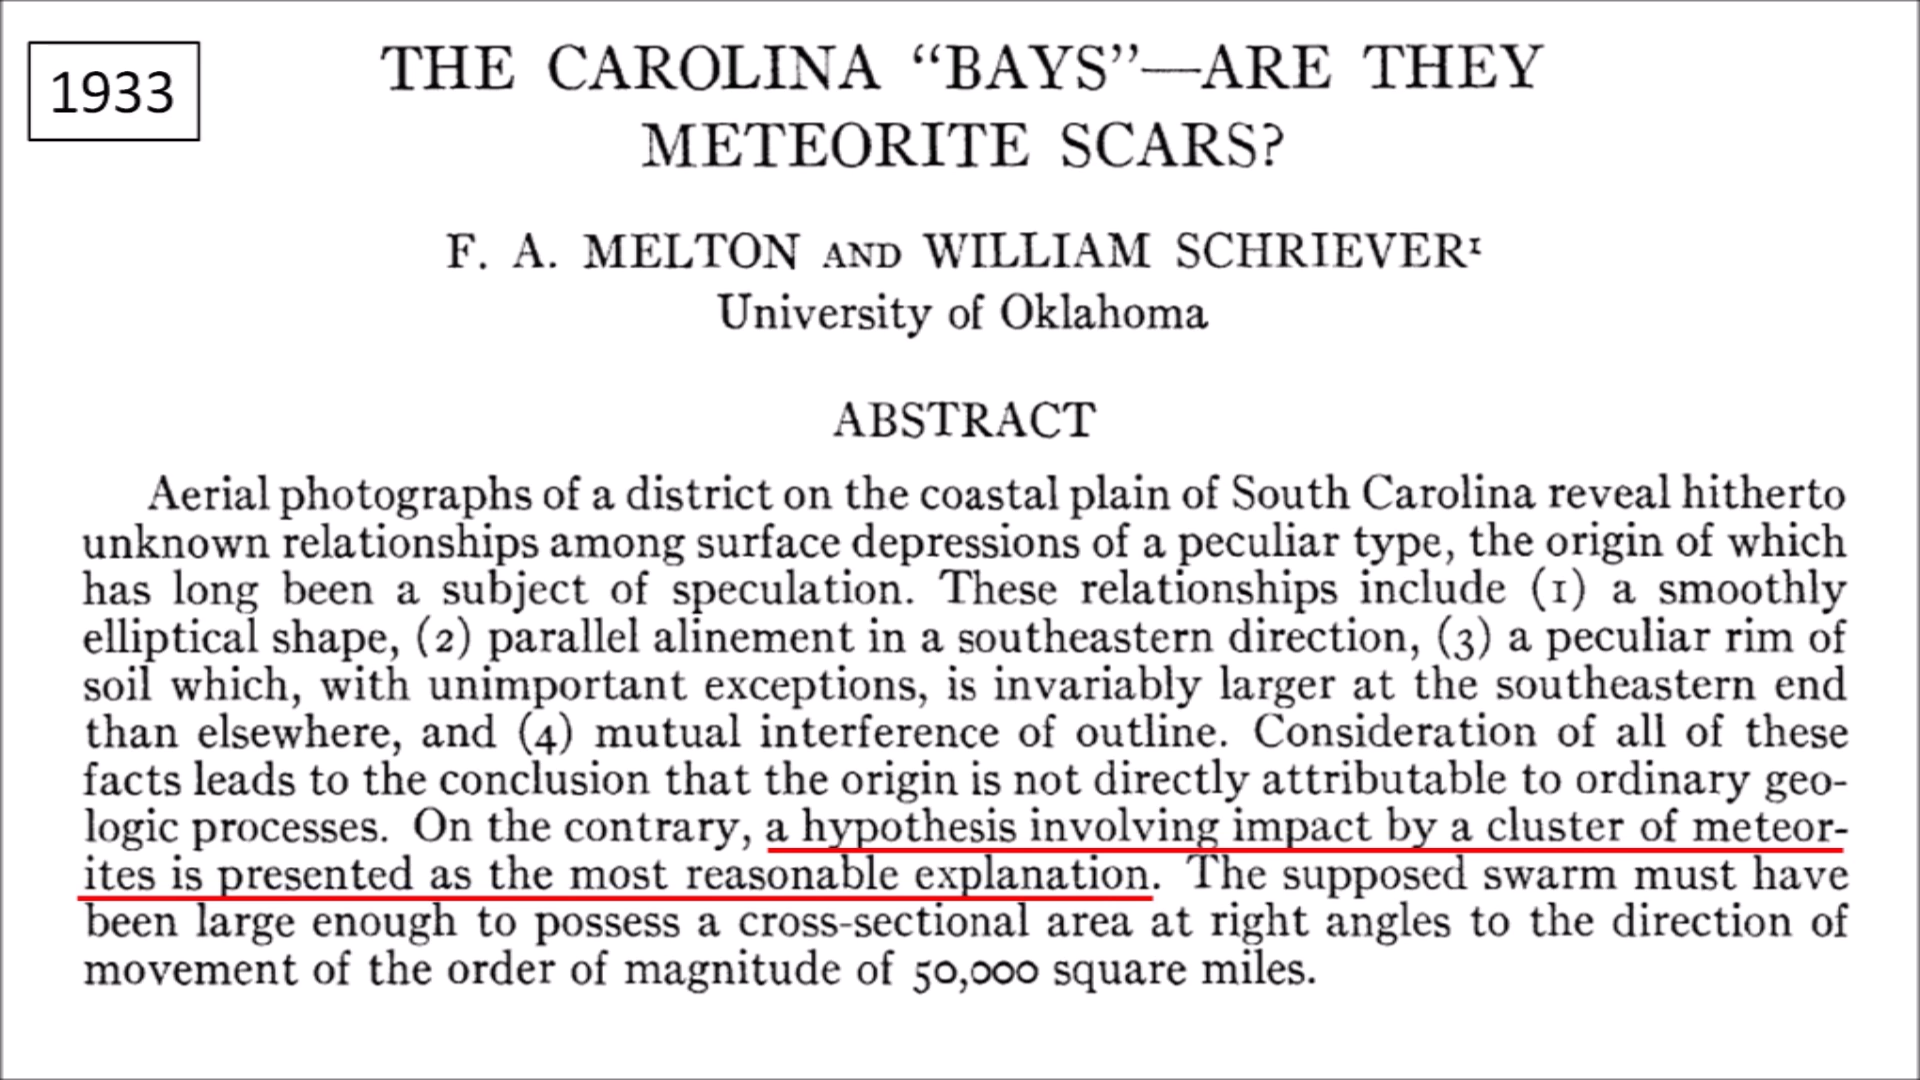 1933
THE CAROLINA "BAYS"—ARE THEY
METEORITE SCARS?
F. A. MELTON AND WILLIAM SCHRIEVER¹
University of Oklahoma
ABSTRACT
Aerial photographs of a district on the coastal plain of South Carolina reveal hitherto
unknown relationships among surface depressions of a peculiar type, the origin of which
has long been a subject of speculation. These relationships include (1) a smoothly
elliptical shape, (2) parallel alinement in a southeastern direction, (3) a peculiar rim of
soil which, with unimportant exceptions, is invariably larger at the southeastern end
than elsewhere, and (4) mutual interference of outline. Consideration of all of these
facts leads to the conclusion that the origin is not directly attributable to ordinary geo-
logic processes. On the contrary, a hypothesis involving impact by a cluster of meteor-
ites is presented as the most reasonable explanation. The supposed swarm must have
been large enough to possess a cross-sectional area at right angles to the direction of
movement of the order of magnitude of 50,000 square miles.